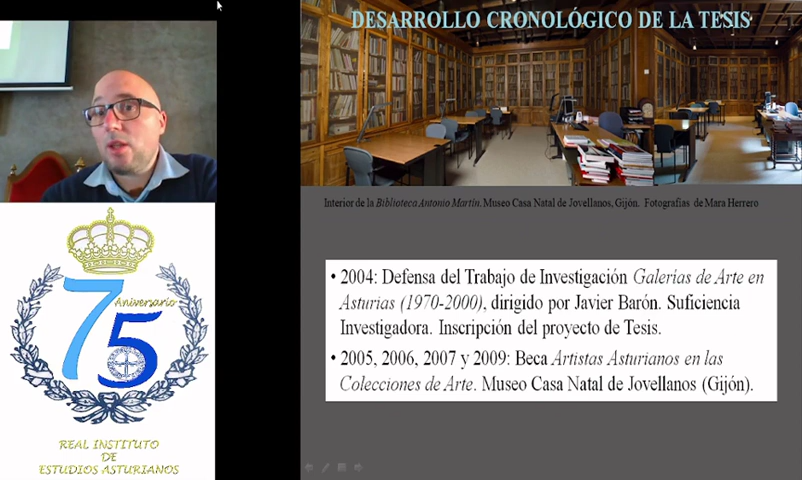 DESARROLLO CRONOLÓGICO DE LA TESIS
Interior de la Biblioteca Antonio Martín. Museo Casa Natal de Jovellanos, Gijón. Fotografías de Mara Herrero
• 2004: Defensa del Trabajo de Investigación Galerías de Arte en
Asturias (1970-2000), dirigido por Javier Barón. Suficiencia
Investigadora. Inscripción del proyecto de Tesis.
• 2005, 2006, 2007 y 2009: Beca Artistas Asturianos en las
Colecciones de Arte. Museo Casa Natal de Jovellanos (Gijón).
75
Aniversario
REAL INSTITUTO
DE
ESTUDIOS ASTURIANOS